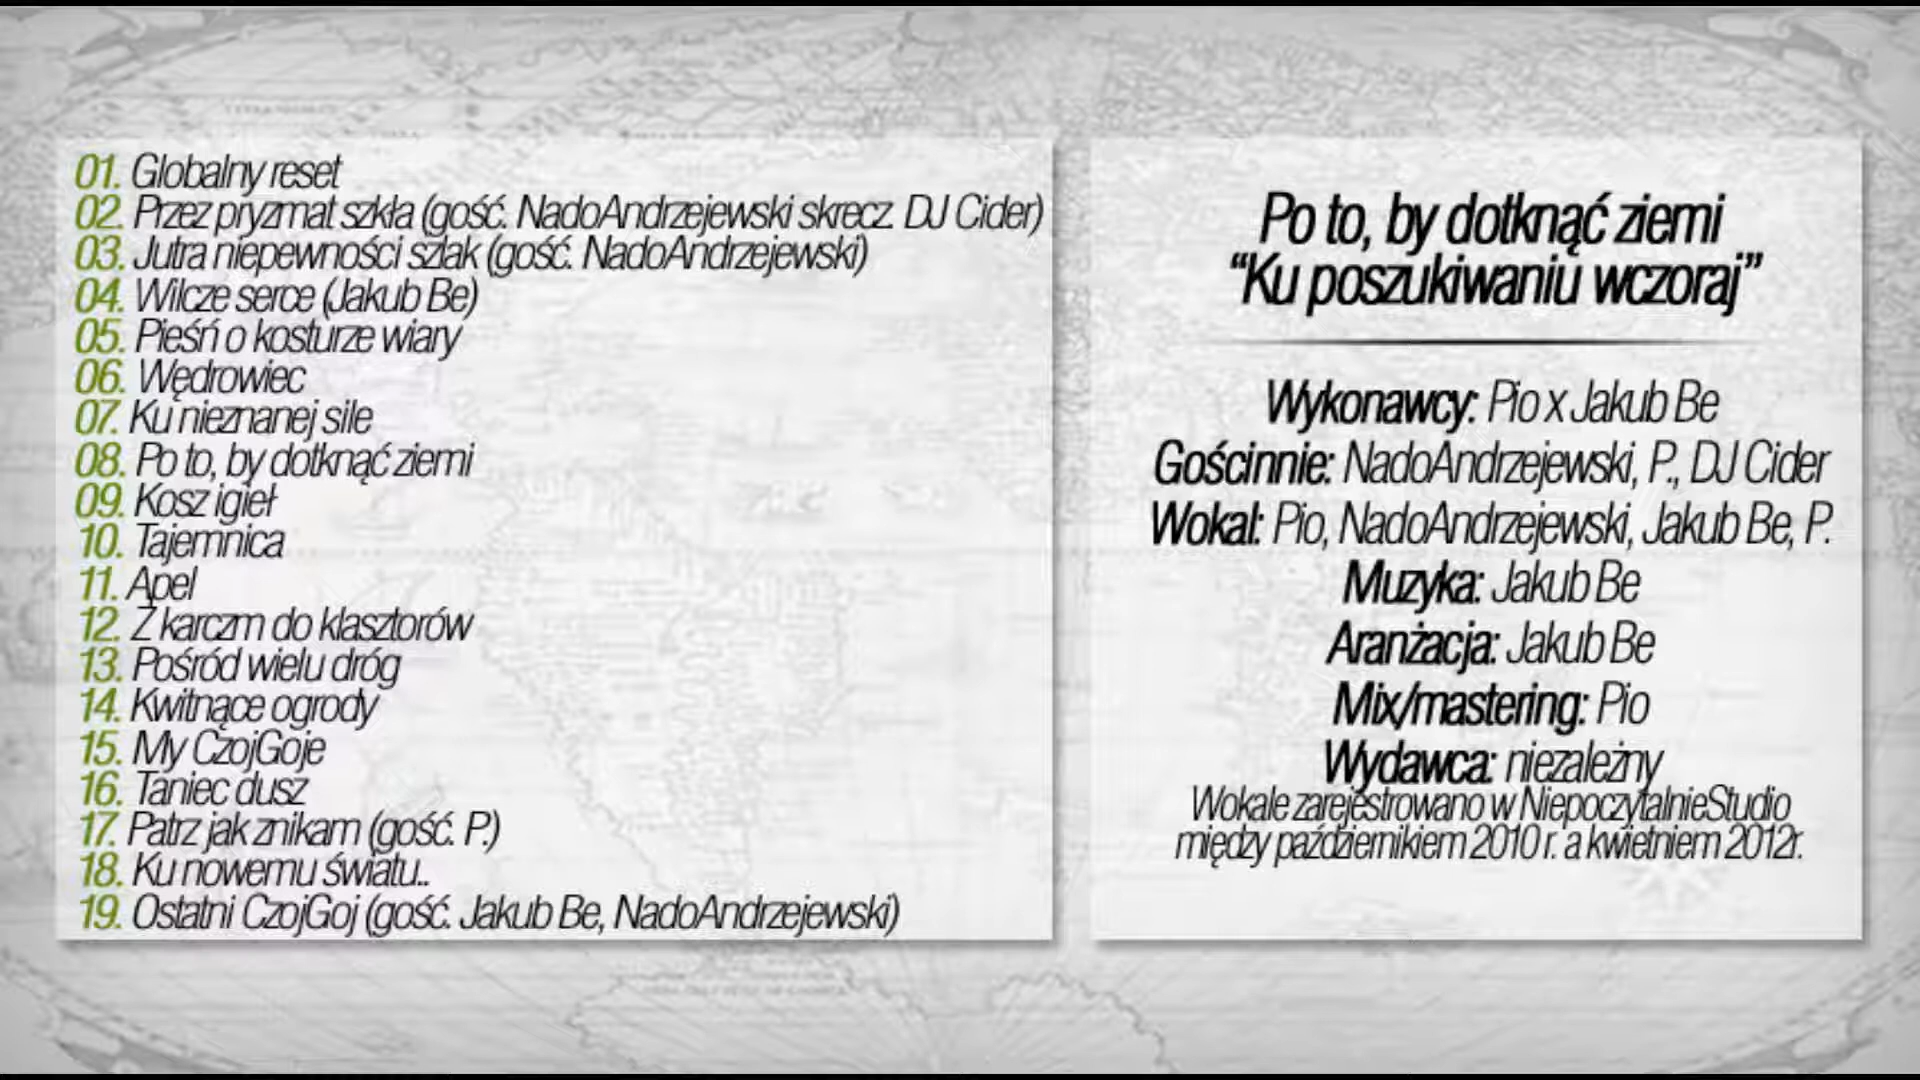 01. Globalny reset
02. Przez pryzmat szkła (gość. NadoAndrzejewski skrecz. DJ Cider)
03. Jutra niepewności szlak (gość. NadoAndrzejewski)
04. Wilcze serce (Jakub Be)
05. Pieśń o kosturze wiary
06. Wędrowiec
07. Ku nieznanej sile
08. Po to, by dotknąć ziemi
09. Kosz igieł
10. Tajemnica
11. Apel
12. Z karczm do klasztorów
13. Pośród wielu dróg
14. Kwitnące ogrody
15. My CzojGoje
16. Taniec dusz
17. Patrz jak znikam (gość. P.)
18. Ku nowemu światu..
19. Ostatni CzojGoj (gość. Jakub Be, NadoAndrzejewski)
Po to, by dotknąć ziemi
“Ku poszukiwaniu wczoraj”
Wykonawcy: Pio x Jakub Be
Gościnnie: NadoAndrzejewski, P., DJ Cider
Wokal: Pio, NadoAndrzejewski, Jakub Be, P.
Muzyka: Jakub Be
Aranżacja: Jakub Be
Mix/mastering: Pio
Wydawca: niezależny
Wokale zarejestrowano w NiepoczytalnieStudio
między październikiem 2010 r. a kwietniem 2012r.